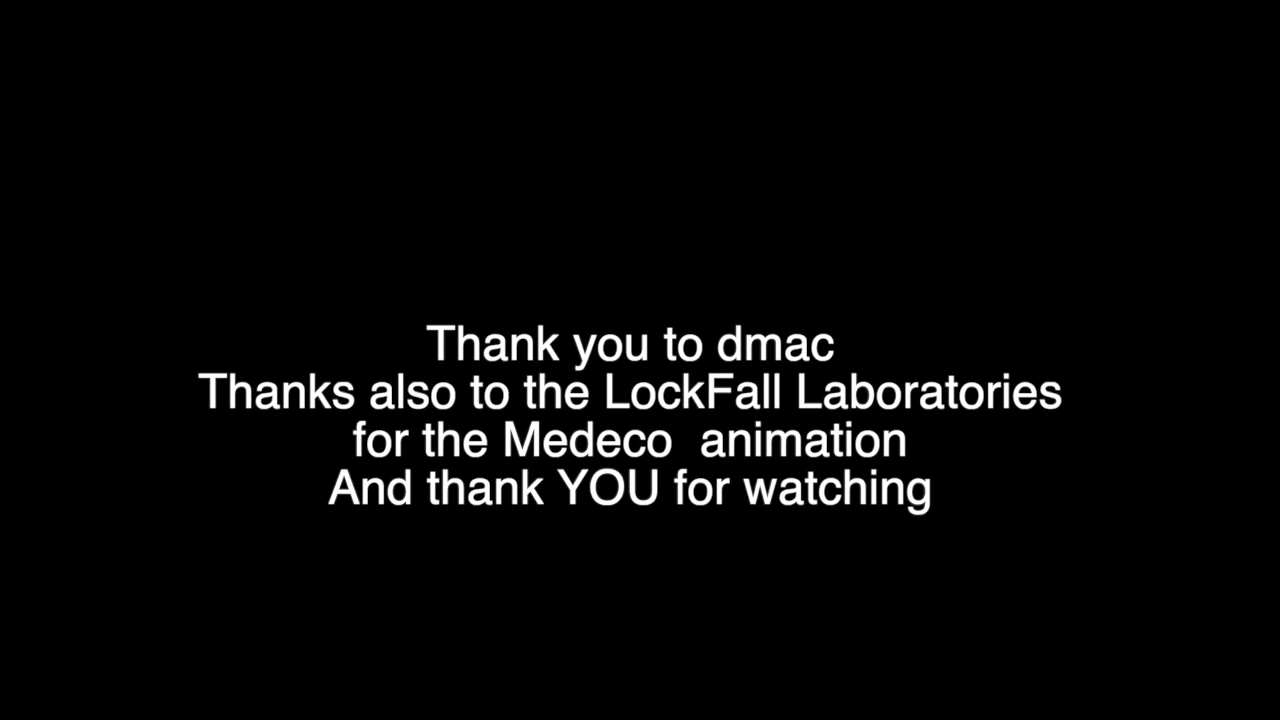 Thank you to dmac
Thanks also to the LockFall Laboratories
for the Medeco  animation
And thank YOU for watching